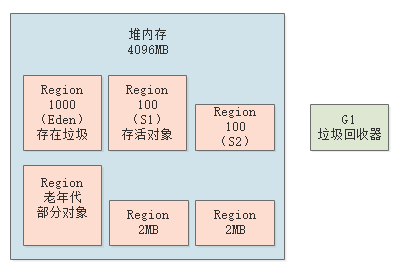 堆内存
4096MB
Region
1000
（Eden）
存在垃圾
Region
100
（S1）
存活对象
Region
100
（S2）
G1
垃圾回收器
Region
老年代
部分对象
Region
2MB
Region
2MB